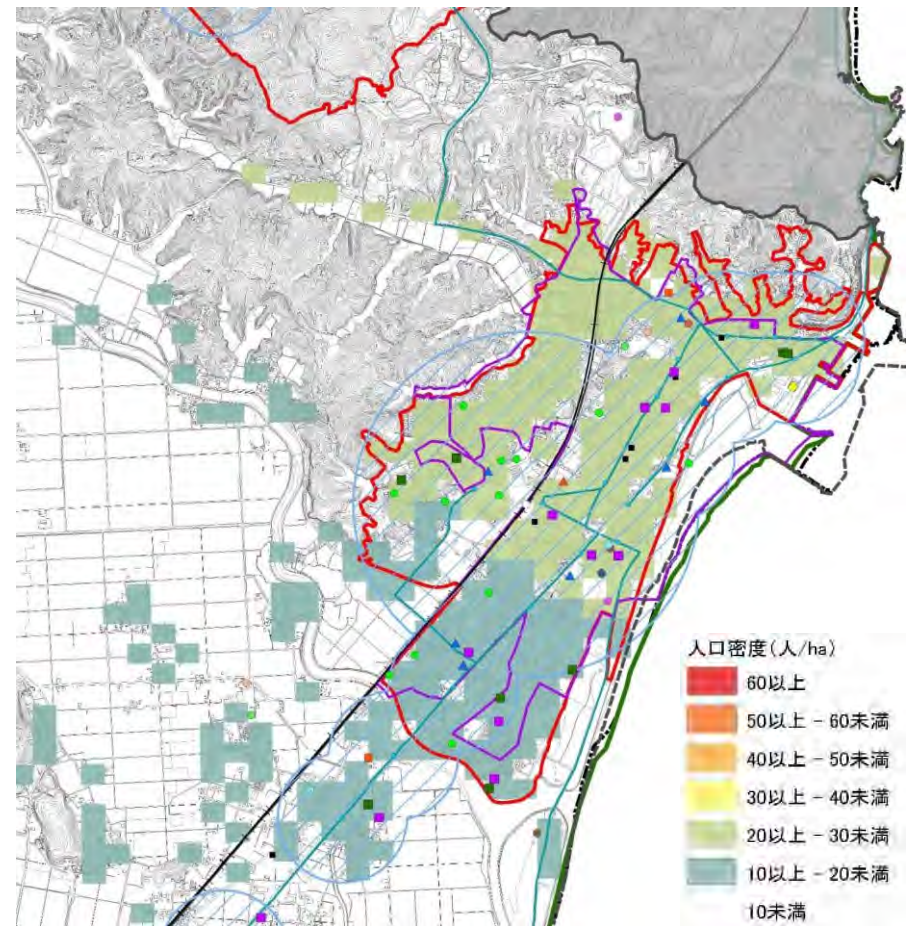 人口密度(人/ha)
60以上
50以上 - 60未満
40以上 - 50未満
30以上 - 40未満
20以上 - 30未満
10以上 - 20未満
10未満